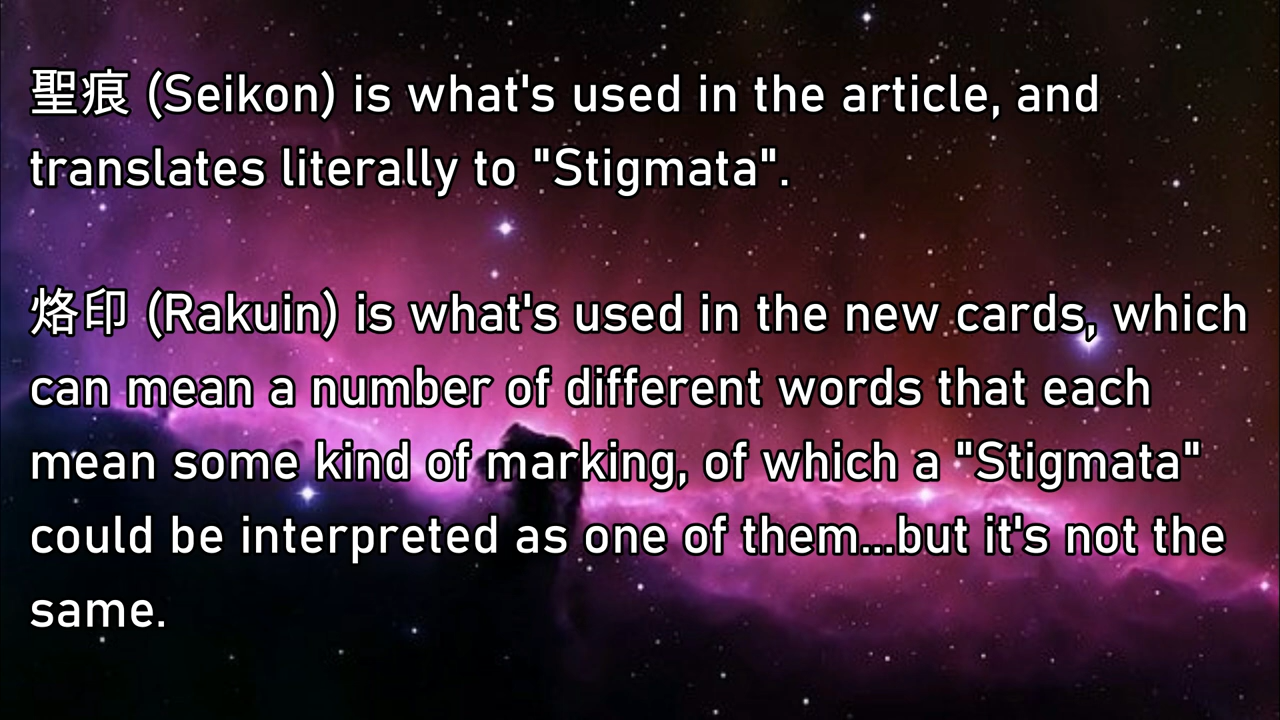 聖痕 (Seikon) is what's used in the article, and
translates literally to "Stigmata".
烙印 (Rakuin) is what's used in the new cards, which
can mean a number of different words that each
mean some kind of marking, of which a "Stigmata"
could be interpreted as one of them...but it's not the
same.